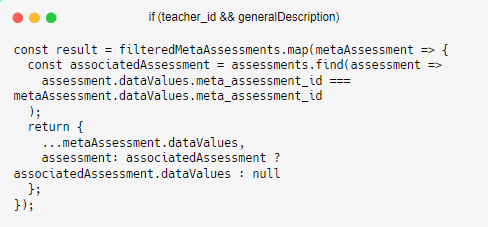 if (teacher_id && generalDescription)
const result = filteredMetaAssessments.map(metaAssessment => {
  const associatedAssessment = assessments.find(assessment =>
    assessment.dataValues.meta_assessment_id ===
metaAssessment.dataValues.meta_assessment_id
  );
  return {
    ...metaAssessment.dataValues,
    assessment: associatedAssessment ?
associatedAssessment.dataValues : null
  };
});